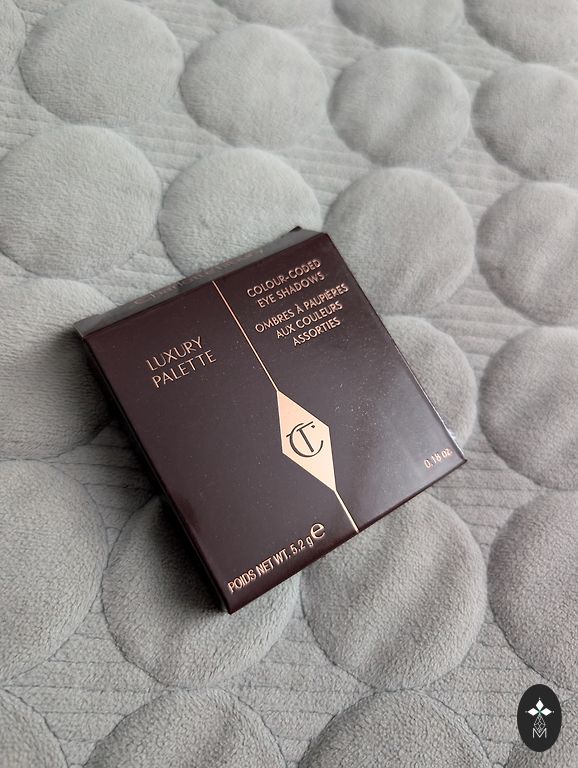 LUXURY
PALETTE
COLOUR-CODED
EYE SHADOWS
OMBRES À PAUPIÈRES
AUX COULEURS
ASSORTIES
CT
0.18 oz.
POIDS NET WT. 5.2 g e
M